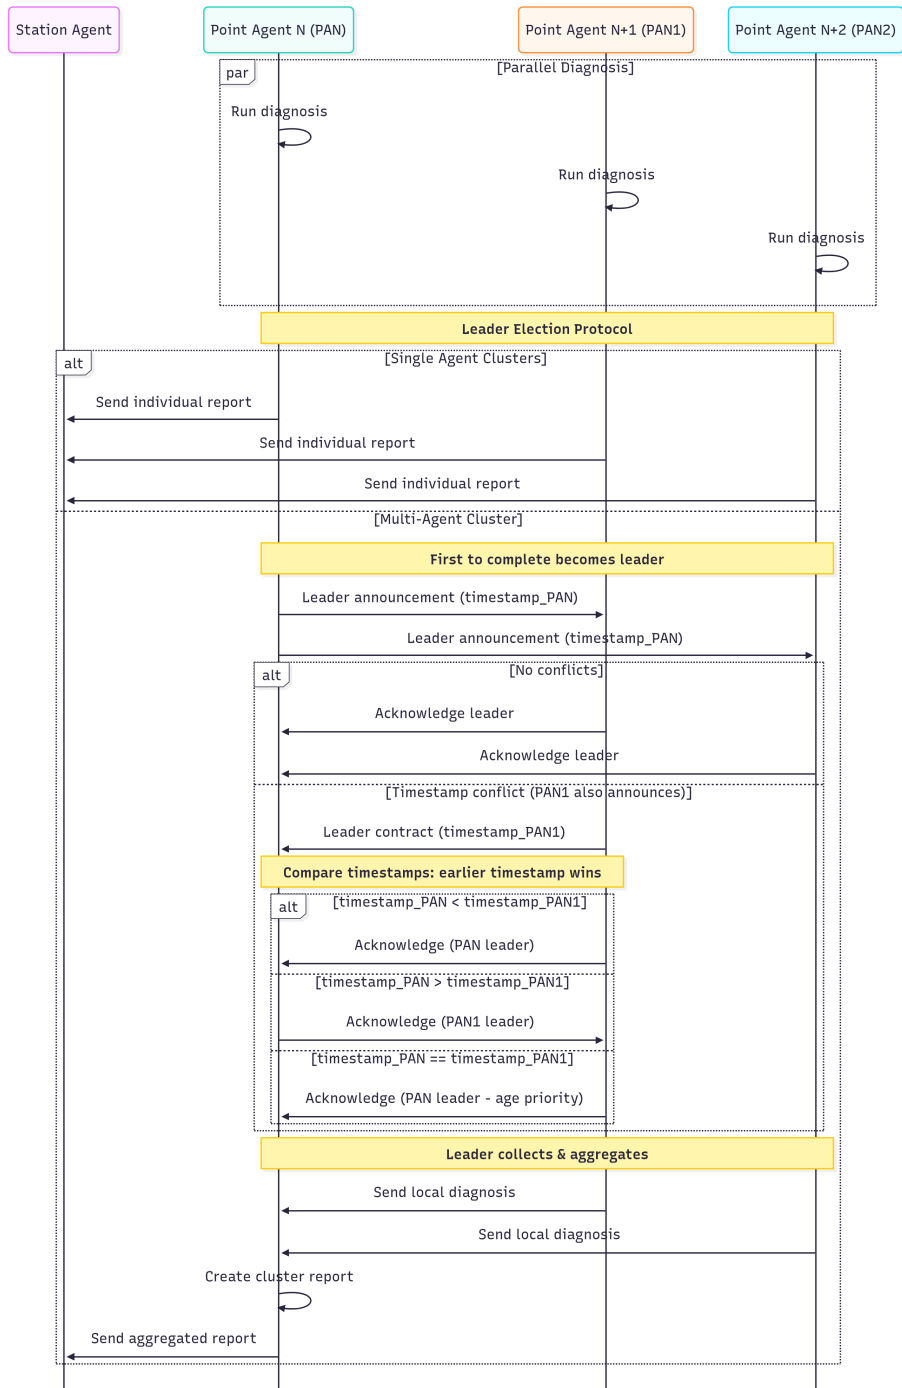 Station Agent
Point Agent N (PAN)
Point Agent N+1 (PAN1)
Point Agent N+2 (PAN2)
par
[Parallel Diagnosis]
Run diagnosis
Run diagnosis
Run diagnosis
Leader Election Protocol
alt
[Single Agent Clusters]
Send individual report
Send individual report
Send individual report
[Multi-Agent Cluster]
First to complete becomes leader
Leader announcement (timestamp_PAN)
Leader announcement (timestamp_PAN)
alt
[No conflicts]
Acknowledge leader
Acknowledge leader
[Timestamp conflict (PAN1 also announces)]
Leader contract (timestamp_PAN1)
Compare timestamps: earlier timestamp wins
alt
[timestamp_PAN < timestamp_PAN1]
Acknowledge (PAN leader)
[timestamp_PAN > timestamp_PAN1]
Acknowledge (PAN1 leader)
[timestamp_PAN == timestamp_PAN1]
Acknowledge (PAN leader - age priority)
Leader collects & aggregates
Send local diagnosis
Send local diagnosis
Create cluster report
Send aggregated report